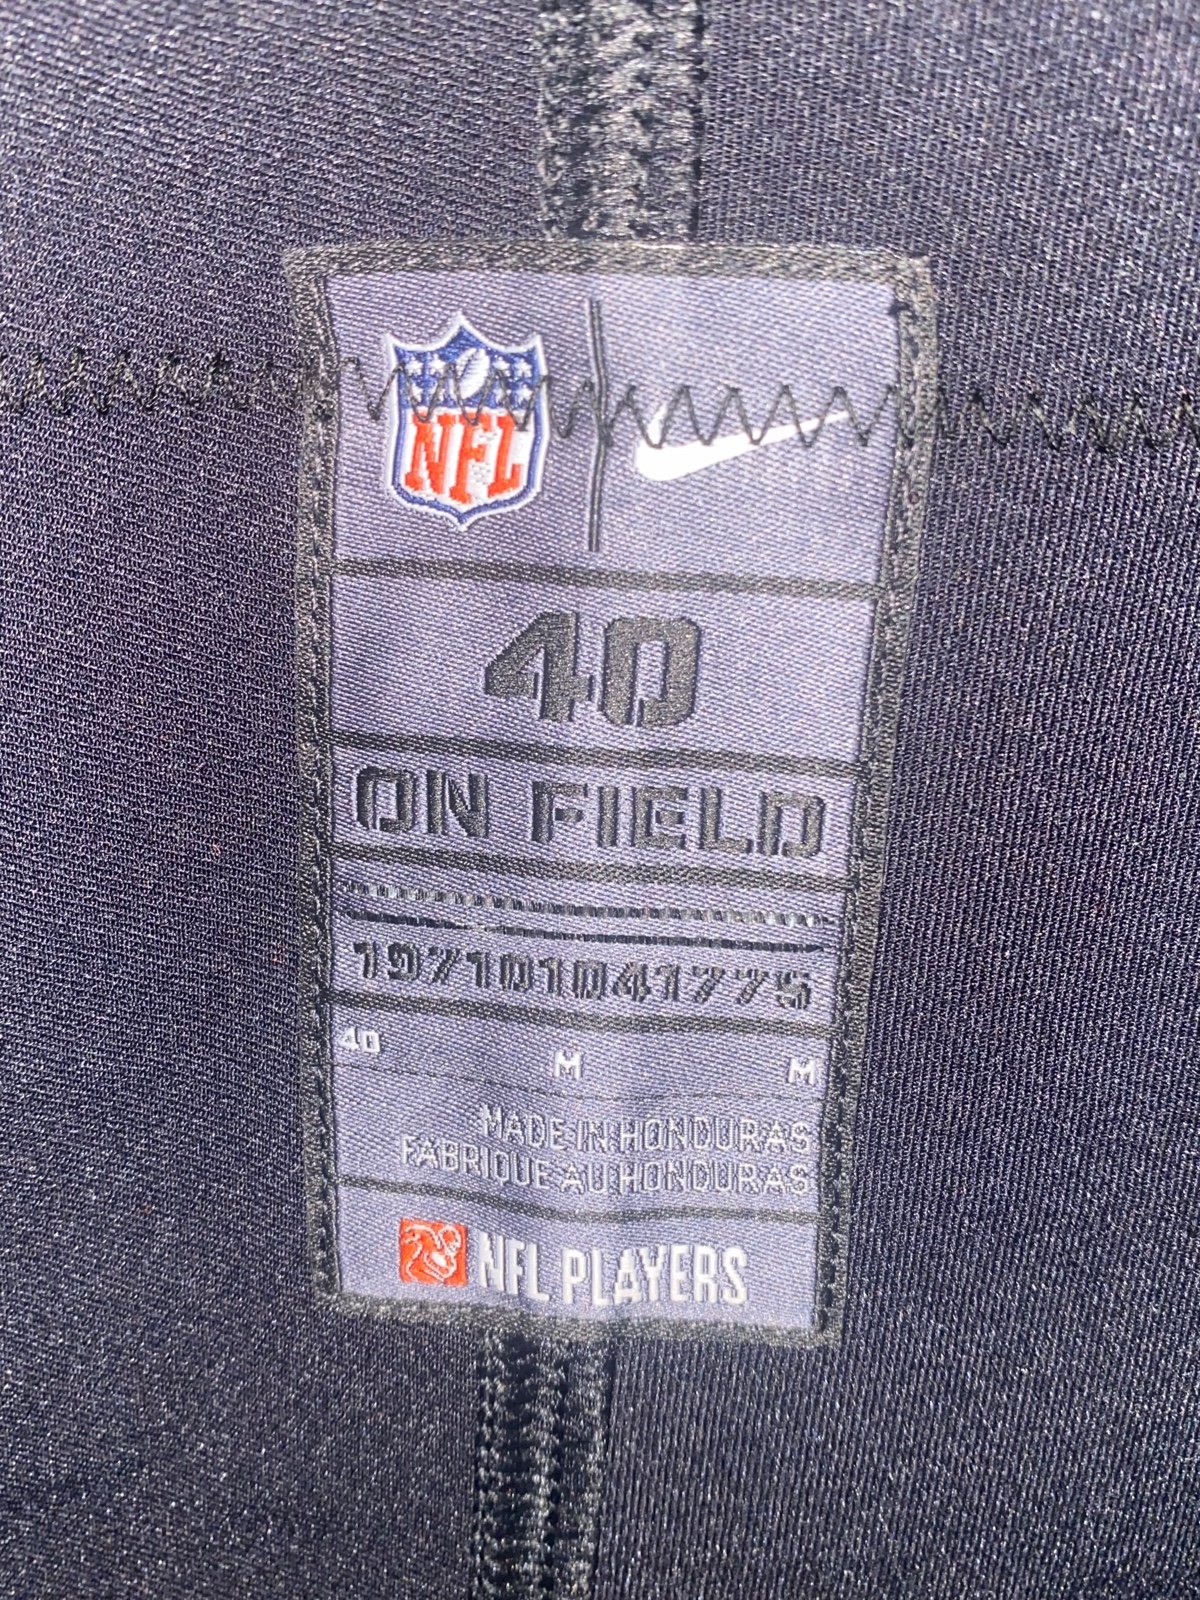 NFL
40
ON FIELD
197101041775
40 M M
MADE IN HONDURAS
FABRIQUE AU HONDURAS
NFL PLAYERS